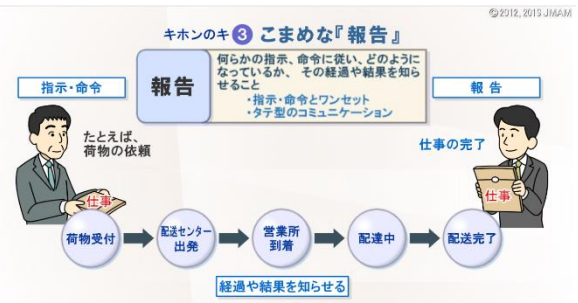 ©2012, 2013 JMAM
キホンのキ 3 こまめな『報告』
報告
何らかの指示、命令に従い、どのように
なっているか、その経過や結果を知ら
せること
・指示・命令とワンセット
・タテ型のコミュニケーション
指示・命令
報 告
たとえば、
荷物の依頼
仕事の完了
仕事
仕事
荷物受付
配送センター
出発
営業所
到着
配達中
配送完了
経過や結果を知らせる